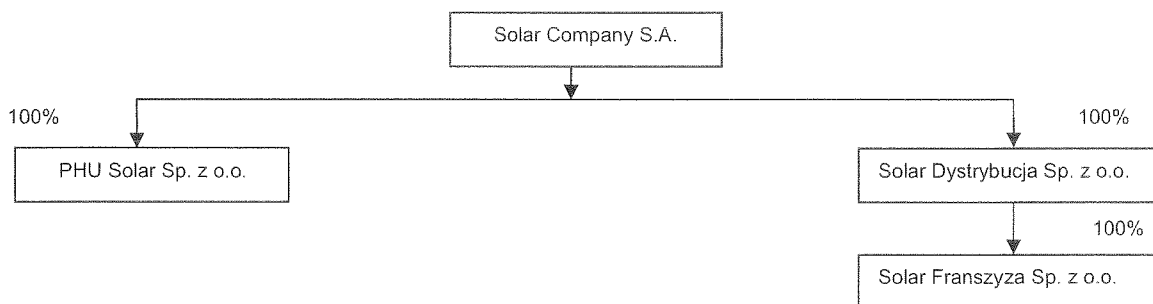 Solar Company S.A.
100%
100%
PHU Solar Sp. z o.o.
Solar Dystrybucja Sp. z o.o.
100%
Solar Franszyza Sp. z o.o.